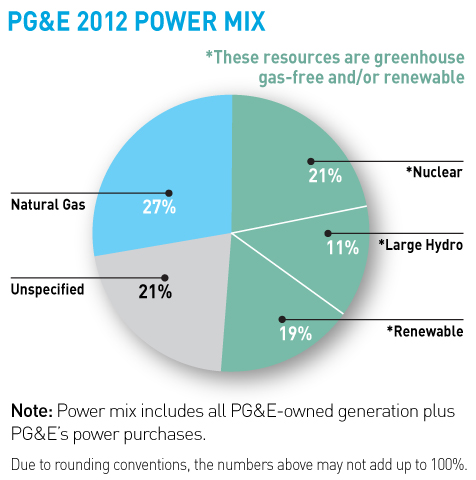 PG&E 2012 POWER MIX
*These resources are greenhouse
gas-free and/or renewable
21%
*Nuclear
Natural Gas
27%
11%
*Large Hydro
Unspecified
21%
19%
*Renewable
Note: Power mix includes all PG&E-owned generation plus
PG&E's power purchases.
Due to rounding conventions, the numbers above may not add up to 100%.